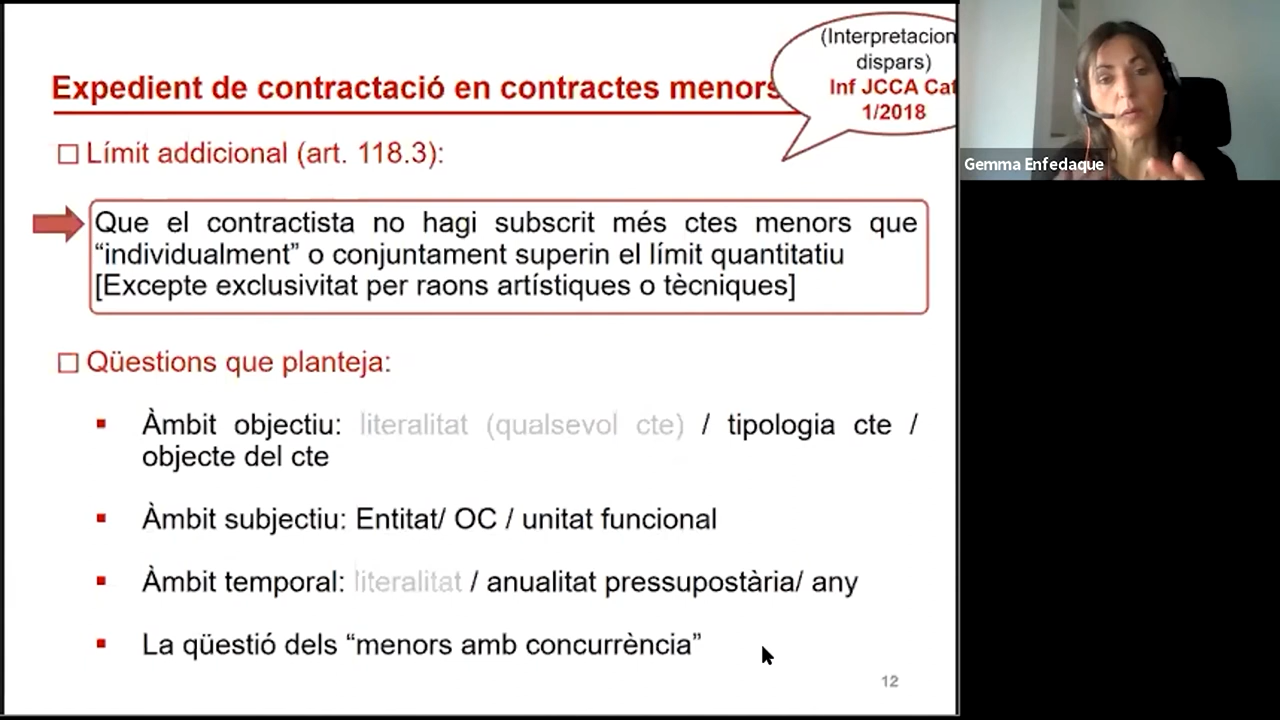 (Interpretacion
dispars)
Inf JCCA Cat
1/2018
Expedient de contractació en contractes menors
Límit addicional (art. 118.3):
Que el contractista no hagi subscrit més ctes menors que
“individualment” o conjuntament superin el límit quantitatiu
[Excepte exclusivitat per raons artístiques o tècniques]
Qüestions que planteja:
Àmbit objectiu: literalitat (qualsevol cte) / tipologia cte /
objecte del cte
Àmbit subjectiu: Entitat/ OC / unitat funcional
Àmbit temporal: literalitat / anualitat pressupostària/ any
La qüestió dels “menors amb concurrència”
12
Gemma Enfedaque